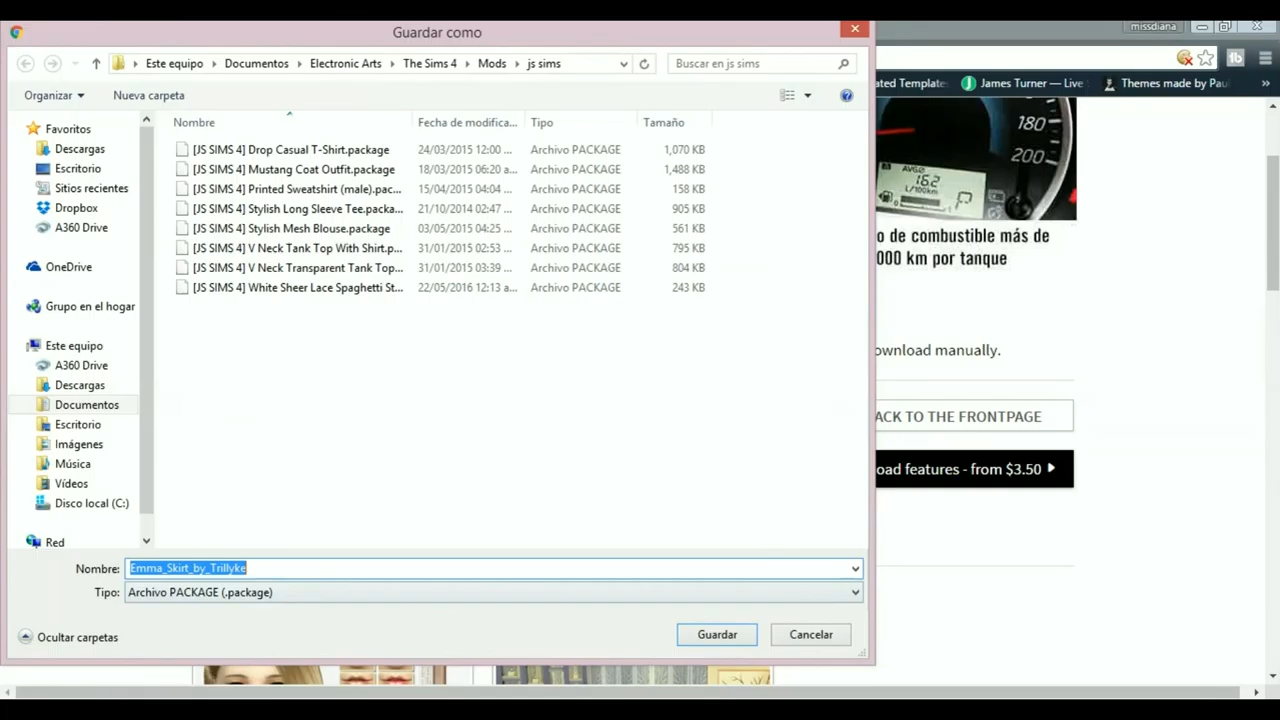 Guardar como
missdiana
Este equipo
Documentos
Electronic Arts
The Sims 4
Mods
js sims
Buscar en js sims
ated Template
James Turner — Live
Themes made by Pau
»
Organizar
Nueva carpeta
Nombre
Fecha de modifica...
Tipo
Tamaño
[JS SIMS 4] Drop Casual T-Shirt.package 24/03/2015 12:00 ... Archivo PACKAGE 1,070 KB
[JS SIMS 4] Mustang Coat Outfit.package 18/03/2015 06:20 a... Archivo PACKAGE 1,488 KB
[JS SIMS 4] Printed Sweatshirt (male).pac... 15/04/2015 04:04 ... Archivo PACKAGE 158 KB
[JS SIMS 4] Stylish Long Sleeve Tee.packa... 21/10/2014 02:47 ... Archivo PACKAGE 905 KB
[JS SIMS 4] Stylish Mesh Blouse.package 03/05/2015 04:25 ... Archivo PACKAGE 561 KB
[JS SIMS 4] V Neck Tank Top With Shirt.p... 31/01/2015 02:53 ... Archivo PACKAGE 795 KB
[JS SIMS 4] V Neck Transparent Tank Top... 31/01/2015 03:39 ... Archivo PACKAGE 804 KB
[JS SIMS 4] White Sheer Lace Spaghetti St... 22/05/2016 12:13 a... Archivo PACKAGE 243 KB
Favoritos
Descargas
Escritorio
Sitios recientes
Dropbox
A360 Drive
OneDrive
Grupo en el hogar
Este equipo
A360 Drive
Descargas
Documentos
Escritorio
Imágenes
Música
Vídeos
Disco local (C:)
Red
Nombre: Emma_Skirt_by_Trillyke
Tipo: Archivo PACKAGE (.package)
Ocultar carpetas
Guardar
Cancelar
180
200
AVG
16.2
L/100km
o de combustible más de
000 km por tanque
ownload manually.
ACK TO THE FRONTPAGE
oad features - from $3.50